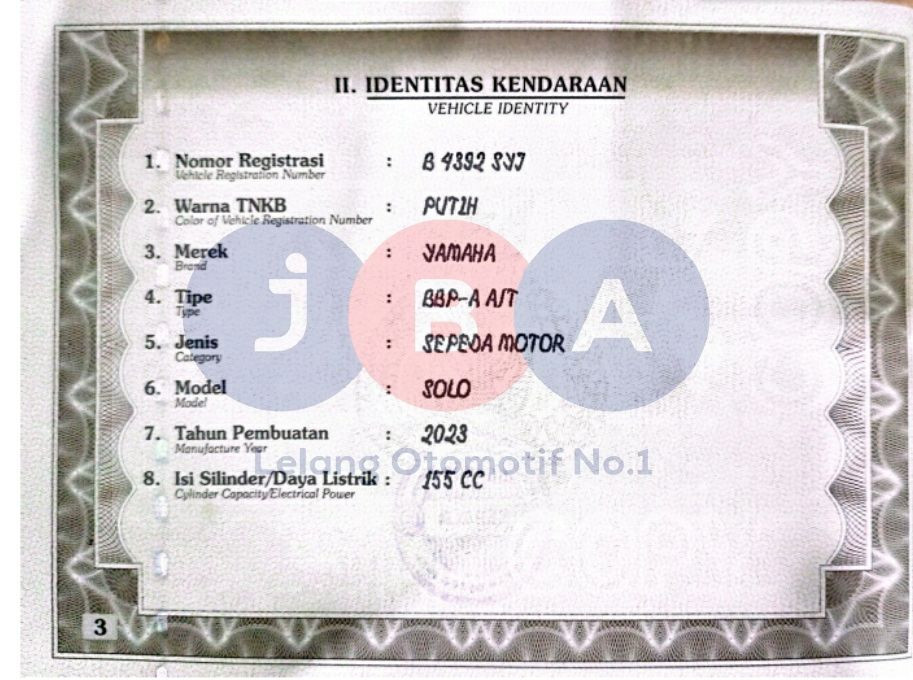 II. IDENTITAS KENDARAAN
VEHICLE IDENTITY
1. Nomor Registrasi : B 4392 SYJ
Vehicle Registration Number
2. Warna TNKB : PUTIH
Color of Vehicle Registration Number
3. Merek : YAMAHA
Brand
4. Tipe : BBP-A A/T
Type
5. Jenis : SEPEDA MOTOR
Category
6. Model : SOLO
Model
7. Tahun Pembuatan : 2023
Manufacture Year
8. Isi Silinder/Daya Listrik : 155 CC
Cylinder Capacity/Electrical Power
JBA
Lelang Otomotif No.1
3